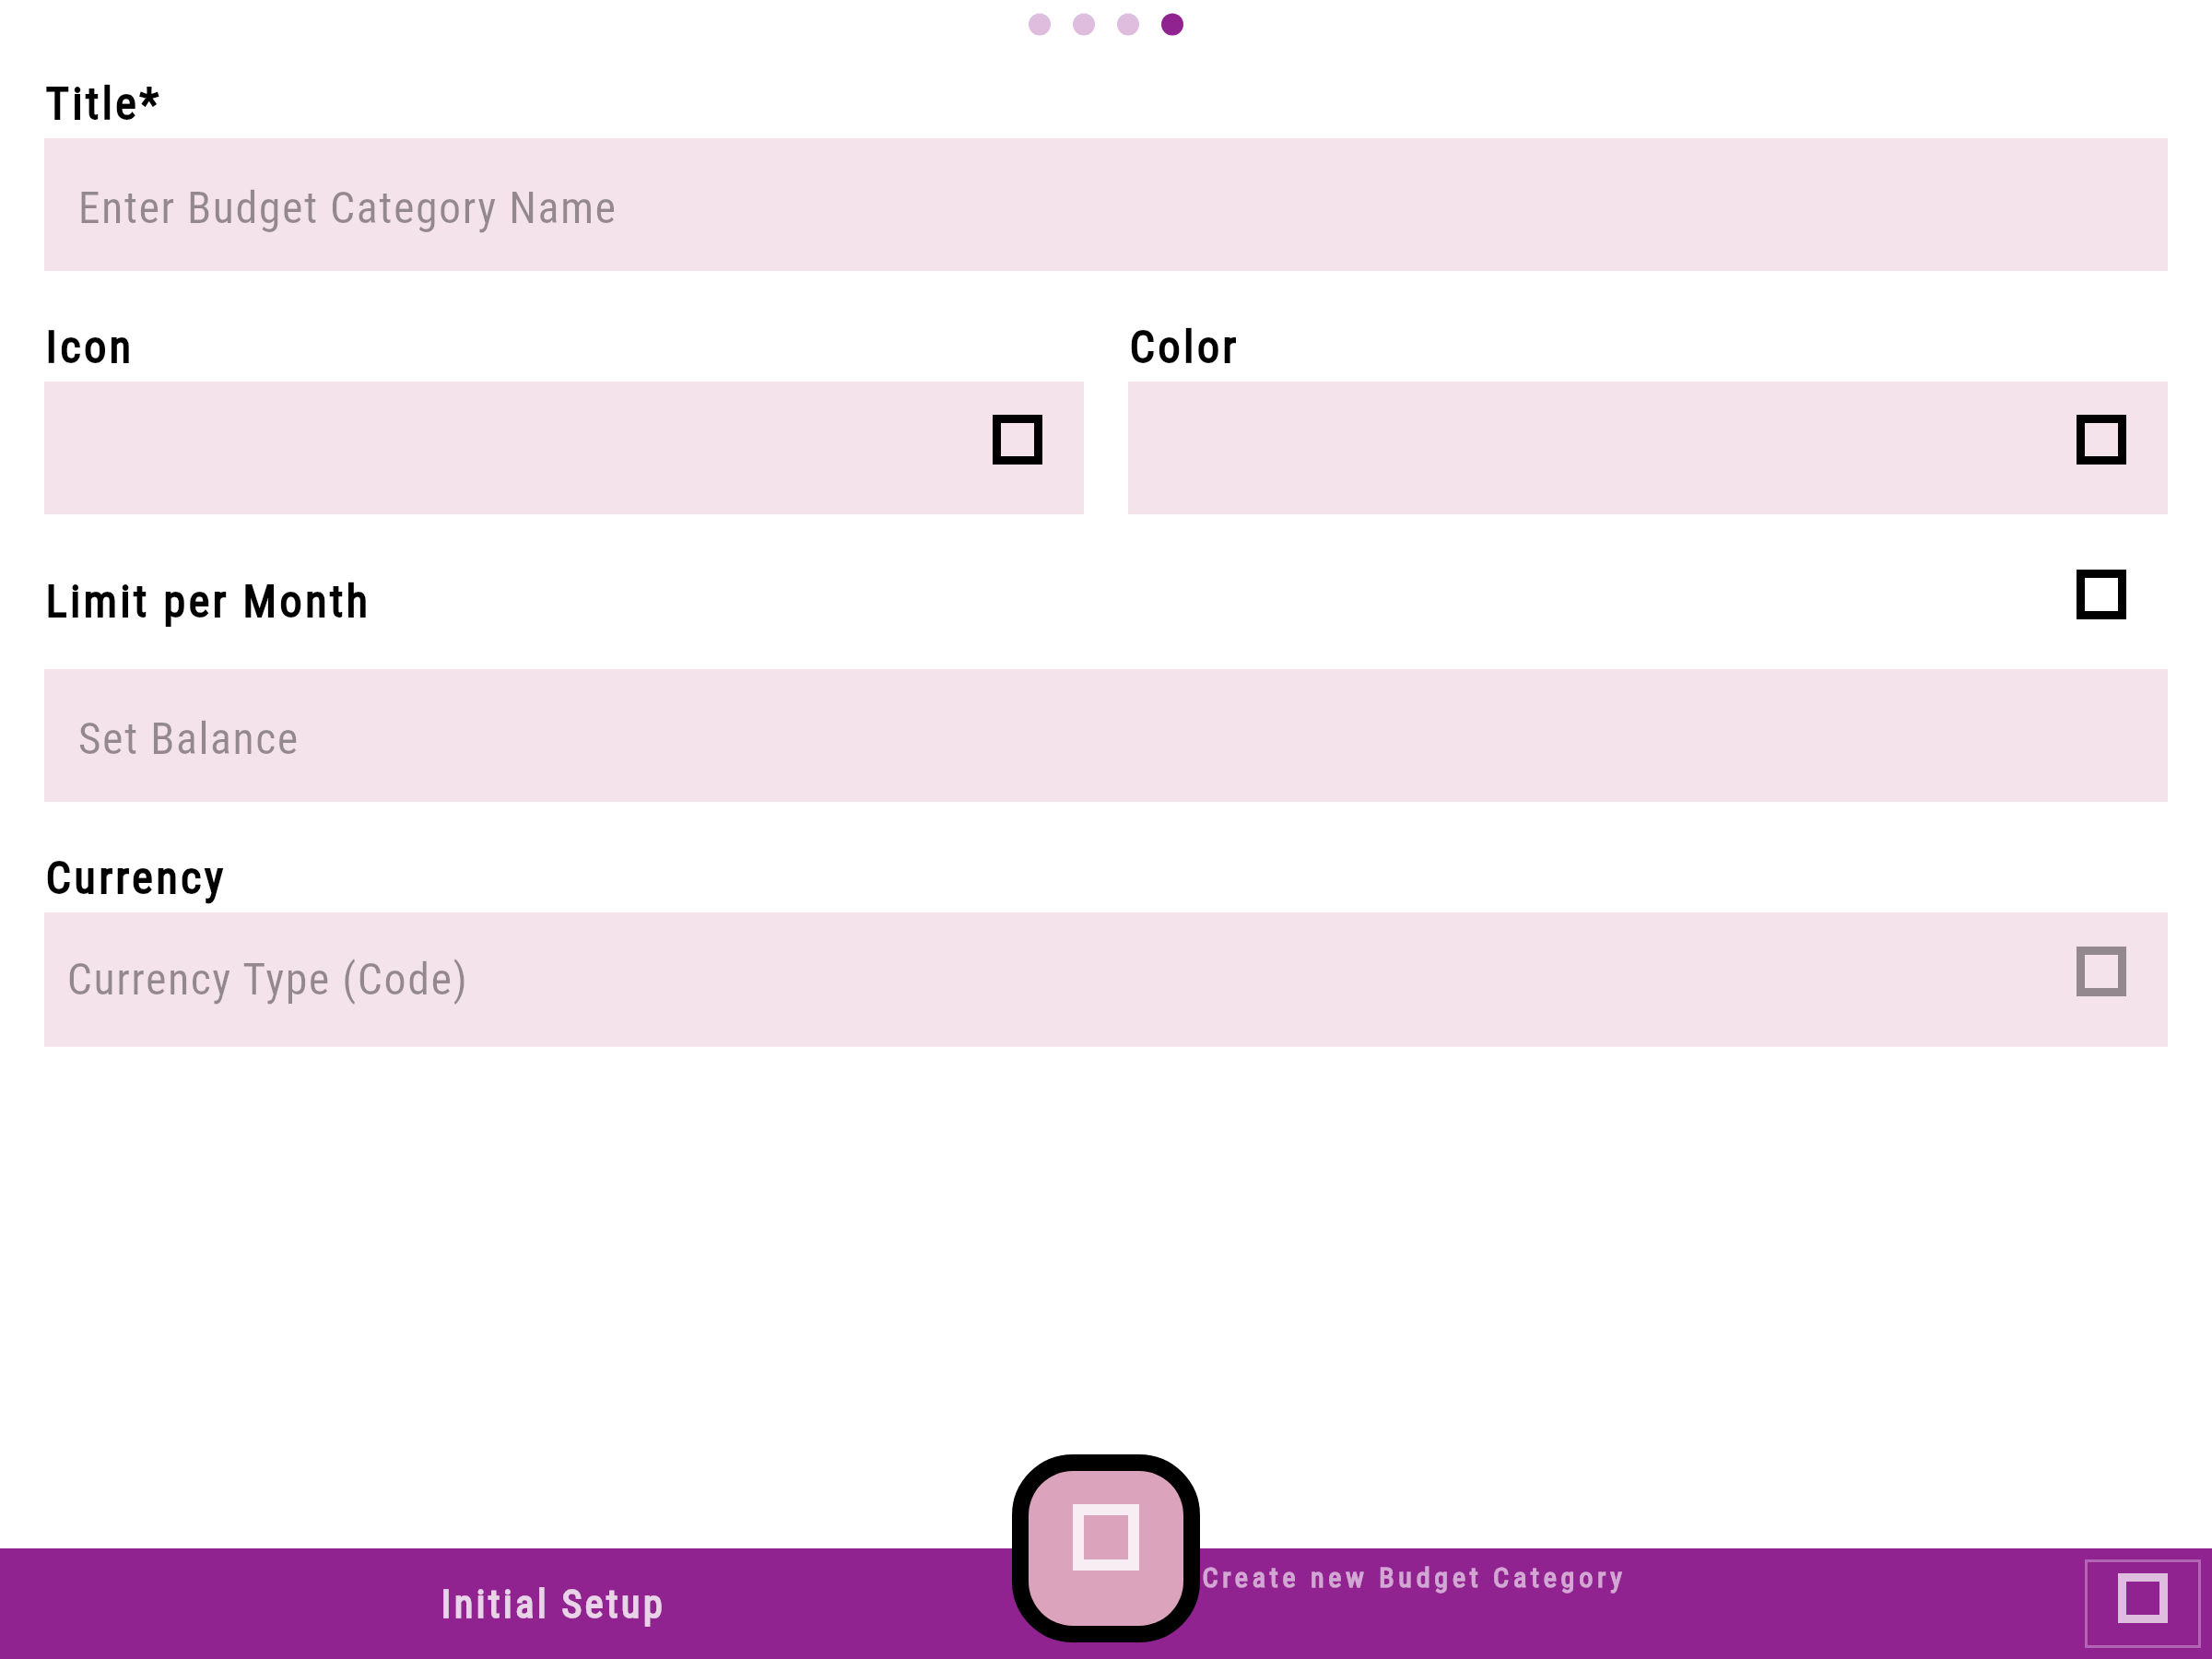 Title*
Enter Budget Category Name
Icon
Color
Limit per Month
Set Balance
Currency
Currency Type (Code)
Initial Setup
Create new Budget Category